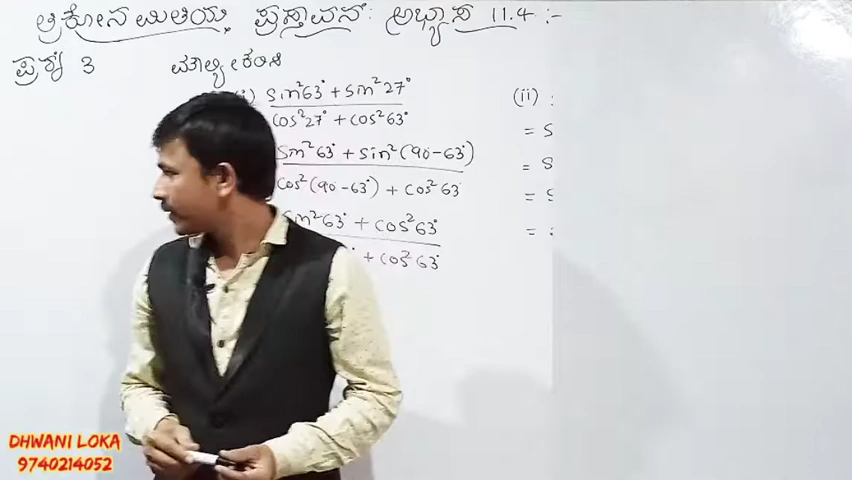 ತ್ರಿಕೋನಮಿತಿಯ ಪ್ರಸ್ತಾವನೆ: ಅಭ್ಯಾಸ 11.4 :-
ಪ್ರಶ್ನೆ 3 ಮೌಲ್ಯೀಕರಿಸಿ
sin²63° + sin²27°
cos²27° + cos²63°
sin²63° + sin²(90-63°)
cos²(90-63°) + cos²63
sin²63° + cos²63°
+ cos²63°
(ii) :
= S
= S
= S
=
DHWANI LOKA
9740214052